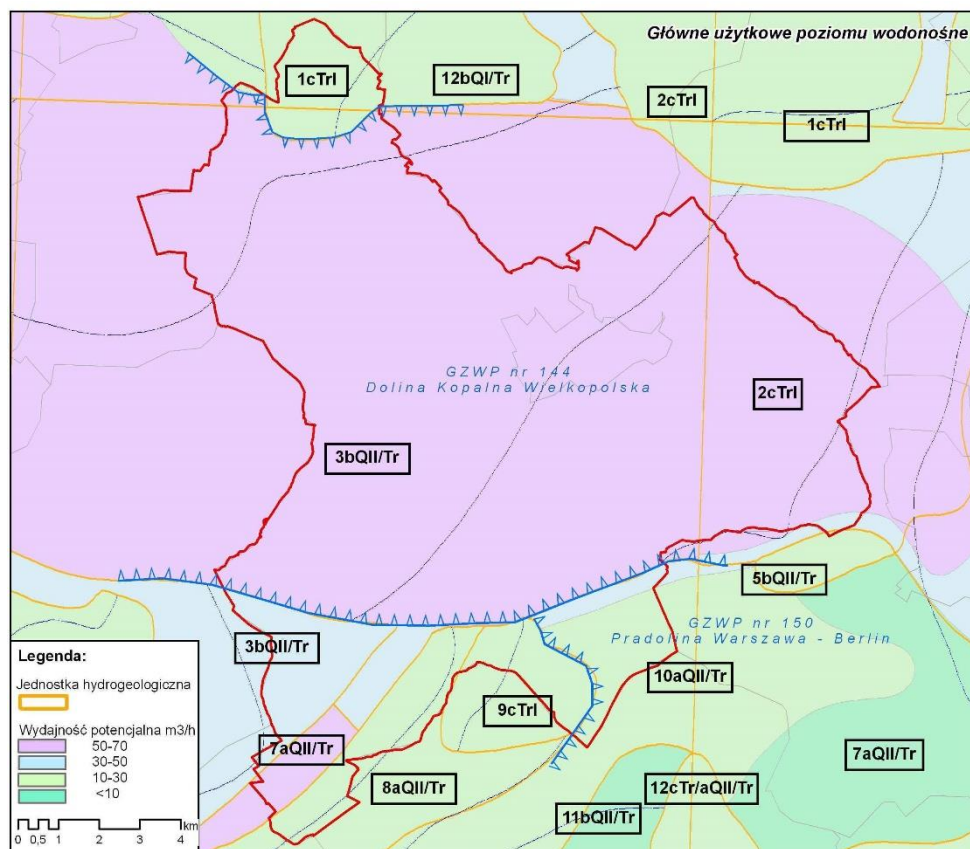 Główne użytkowe poziomu wodonośne
1cTrI
12bQI/Tr
2cTrI
1cTrI
GZWP nr 144
Dolina Kopalna Wielkopolska
2cTrI
3bQII/Tr
5bQII/Tr
GZWP nr 150
Pradolina Warszawa - Berlin
3bQII/Tr
10aQII/Tr
9cTrI
7aQII/Tr
7aQII/Tr
8aQII/Tr
12cTr/aQII/Tr
11bQII/Tr
Legenda:
Jednostka hydrogeologiczna
Wydajność potencjalna m3/h
50-70
30-50
10-30
<10
km
0 0,5 1 2 3 4